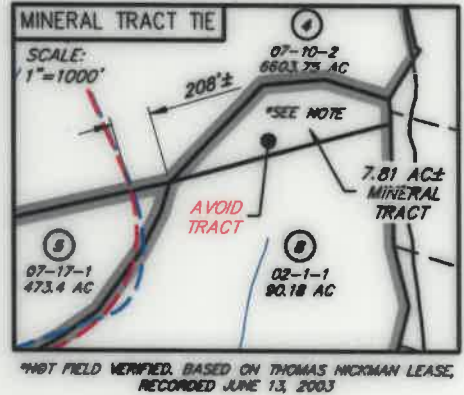 MINERAL TRACT TIE
SCALE:
1"=1000'
208'±
4
07-10-2
6603.75 AC
*SEE NOTE
7.81 AC±
MINERAL
TRACT
AVOID
TRACT
5
07-17-1
473.4 AC
8
02-1-1
90.18 AC
*NOT FIELD VERIFIED. BASED ON THOMAS HICKMAN LEASE,
RECORDED JUNE 13, 2003